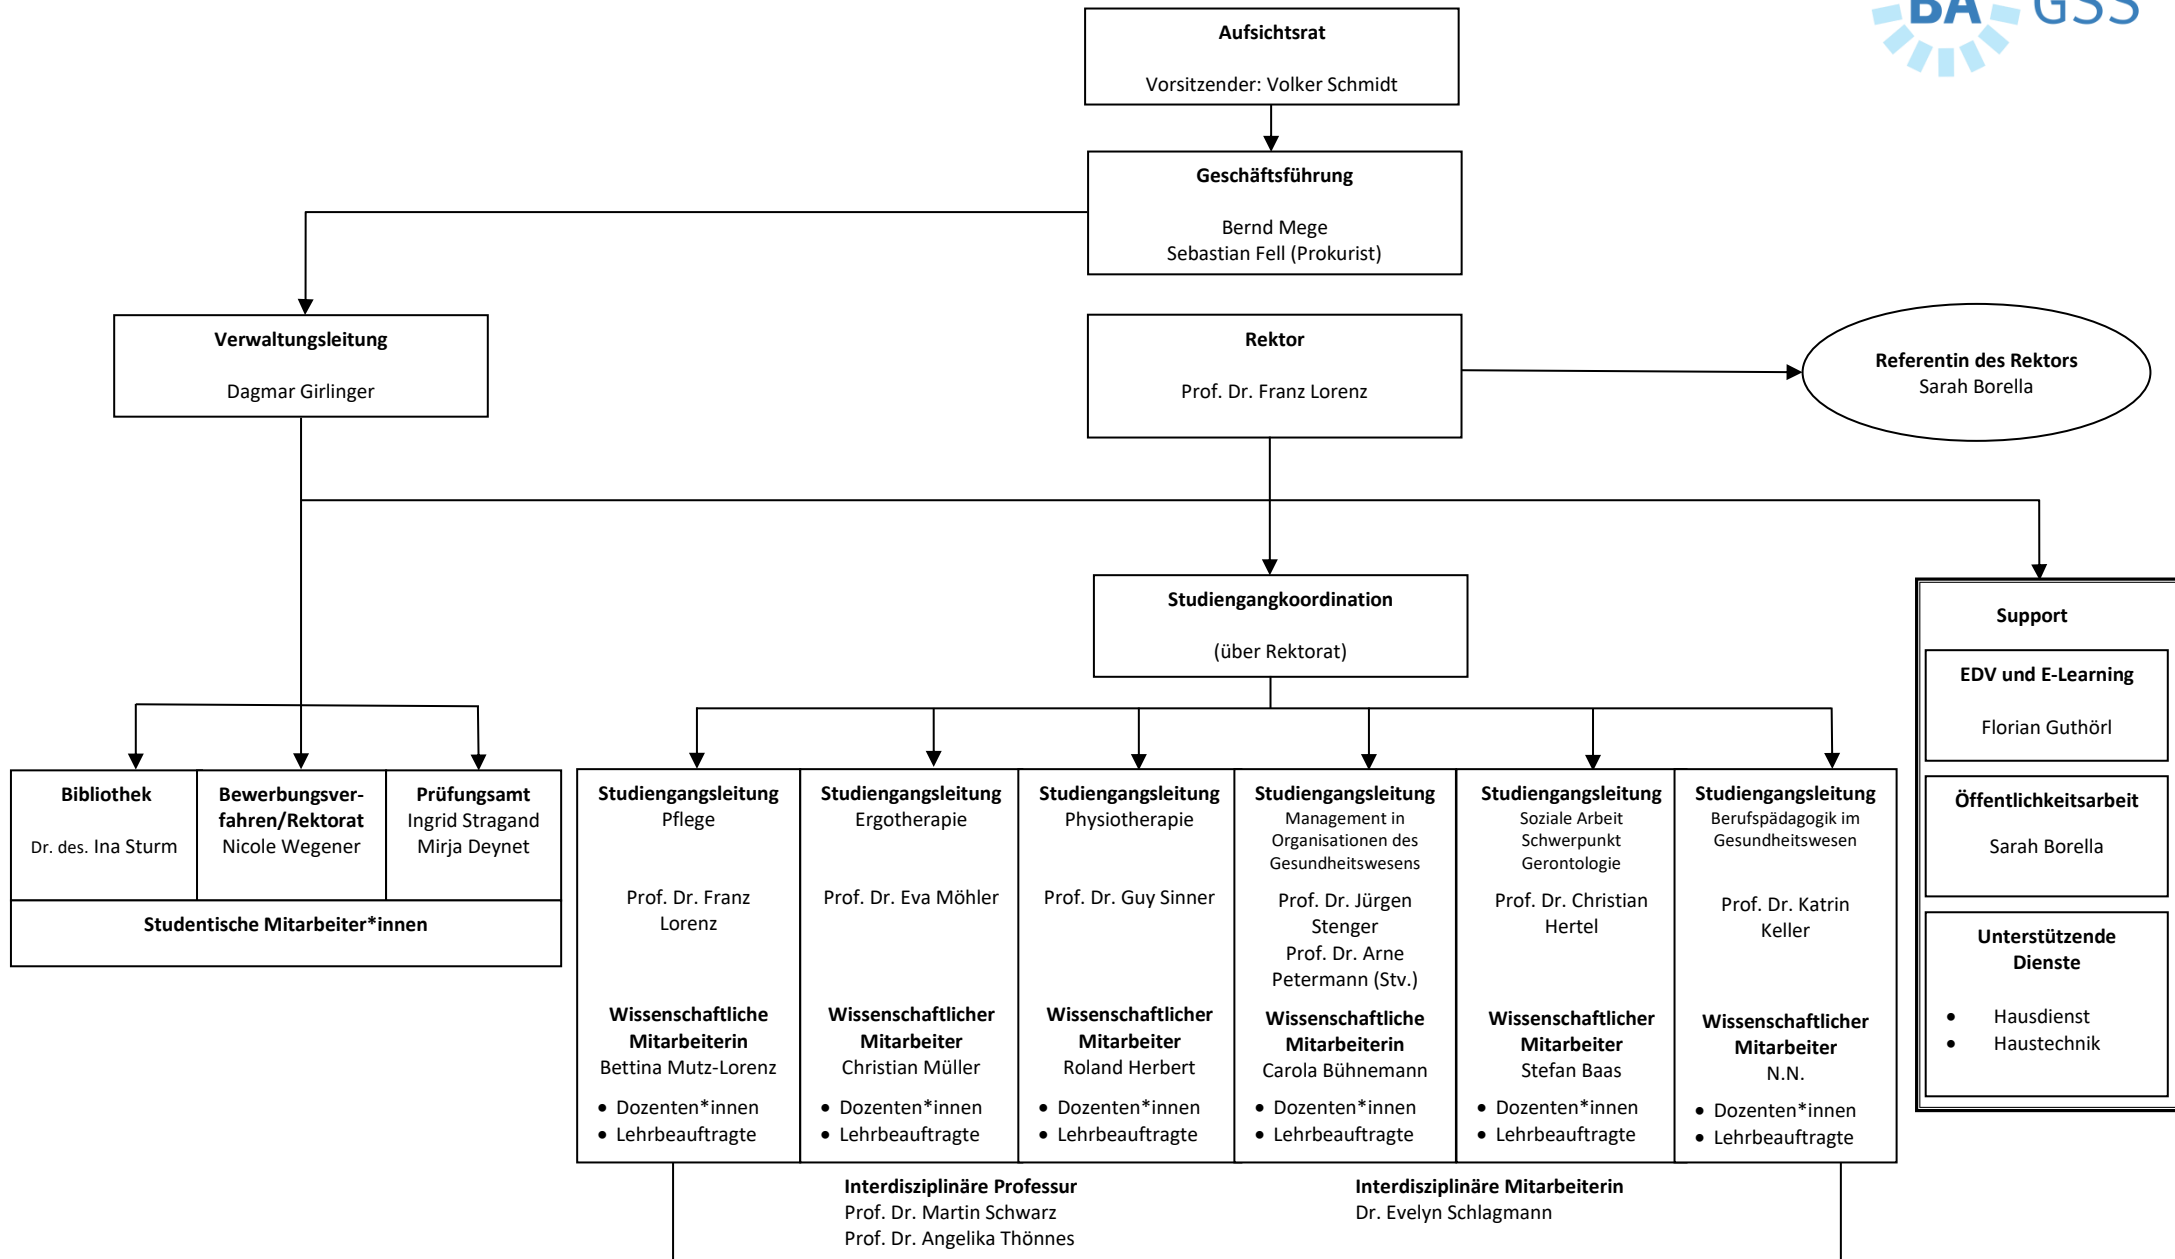 BA GSS
Aufsichtsrat
Vorsitzender: Volker Schmidt
Geschäftsführung
Bernd Mege
Sebastian Fell (Prokurist)
Verwaltungsleitung
Dagmar Girlinger
Rektor
Prof. Dr. Franz Lorenz
Referentin des Rektors
Sarah Borella
Studiengangkoordination
(über Rektorat)
Support
EDV und E-Learning
Florian Guthörl
Öffentlichkeitsarbeit
Sarah Borella
Unterstützende
Dienste
• Hausdienst
• Haustechnik
Bibliothek
Dr. des. Ina Sturm
Bewerbungsver-
fahren/Rektorat
Nicole Wegener
Prüfungsamt
Ingrid Stragand
Mirja Deynet
Studentische Mitarbeiter*innen
Studiengangsleitung
Pflege
Prof. Dr. Franz
Lorenz
Wissenschaftliche
Mitarbeiterin
Bettina Mutz-Lorenz
• Dozenten*innen
• Lehrbeauftragte
Studiengangsleitung
Ergotherapie
Prof. Dr. Eva Möhler
Wissenschaftlicher
Mitarbeiter
Christian Müller
• Dozenten*innen
• Lehrbeauftragte
Studiengangsleitung
Physiotherapie
Prof. Dr. Guy Sinner
Wissenschaftlicher
Mitarbeiter
Roland Herbert
• Dozenten*innen
• Lehrbeauftragte
Studiengangsleitung
Management in
Organisationen des
Gesundheitswesens
Prof. Dr. Jürgen
Stenger
Prof. Dr. Arne
Petermann (Stv.)
Wissenschaftliche
Mitarbeiterin
Carola Bühnemann
• Dozenten*innen
• Lehrbeauftragte
Studiengangsleitung
Soziale Arbeit
Schwerpunkt
Gerontologie
Prof. Dr. Christian
Hertel
Wissenschaftlicher
Mitarbeiter
Stefan Baas
• Dozenten*innen
• Lehrbeauftragte
Studiengangsleitung
Berufspädagogik im
Gesundheitswesen
Prof. Dr. Katrin
Keller
Wissenschaftlicher
Mitarbeiter
N.N.
• Dozenten*innen
• Lehrbeauftragte
Interdisziplinäre Professur
Prof. Dr. Martin Schwarz
Prof. Dr. Angelika Thönnes
Interdisziplinäre Mitarbeiterin
Dr. Evelyn Schlagmann